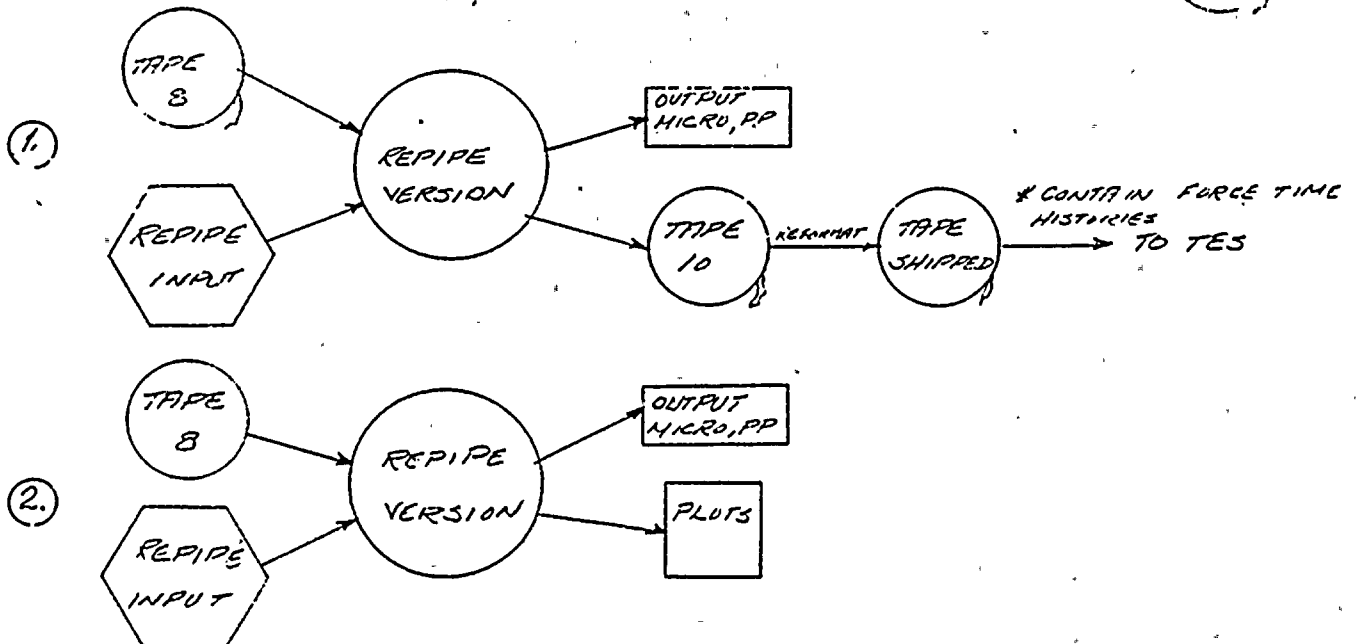 1.
TAPE
8
REPIPE
INPUT
REPIPE
VERSION
OUTPUT
MICRO, PP
TAPE
10
REFORMAT
TAPE
SHIPPED
* CONTAIN FORCE TIME
HISTORIES
TO TES
2.
TAPE
8
REPIPE
INPUT
REPIPE
VERSION
OUTPUT
MICRO, PP
PLOTS